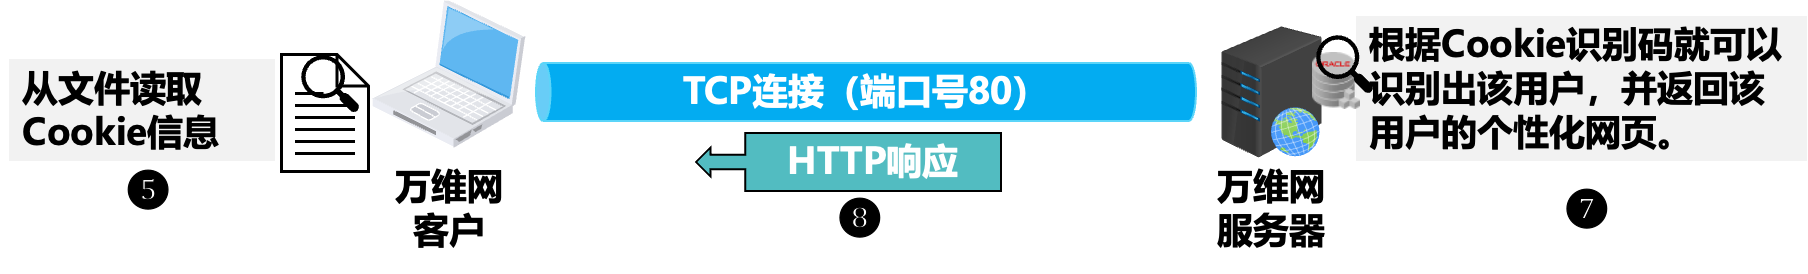 从文件读取
Cookie信息
❺
万维网
客户
TCP连接（端口号80）
HTTP响应
❽
万维网
服务器
ORACLE
根据Cookie识别码就可以
识别出该用户，并返回该
用户的个性化网页。
❼